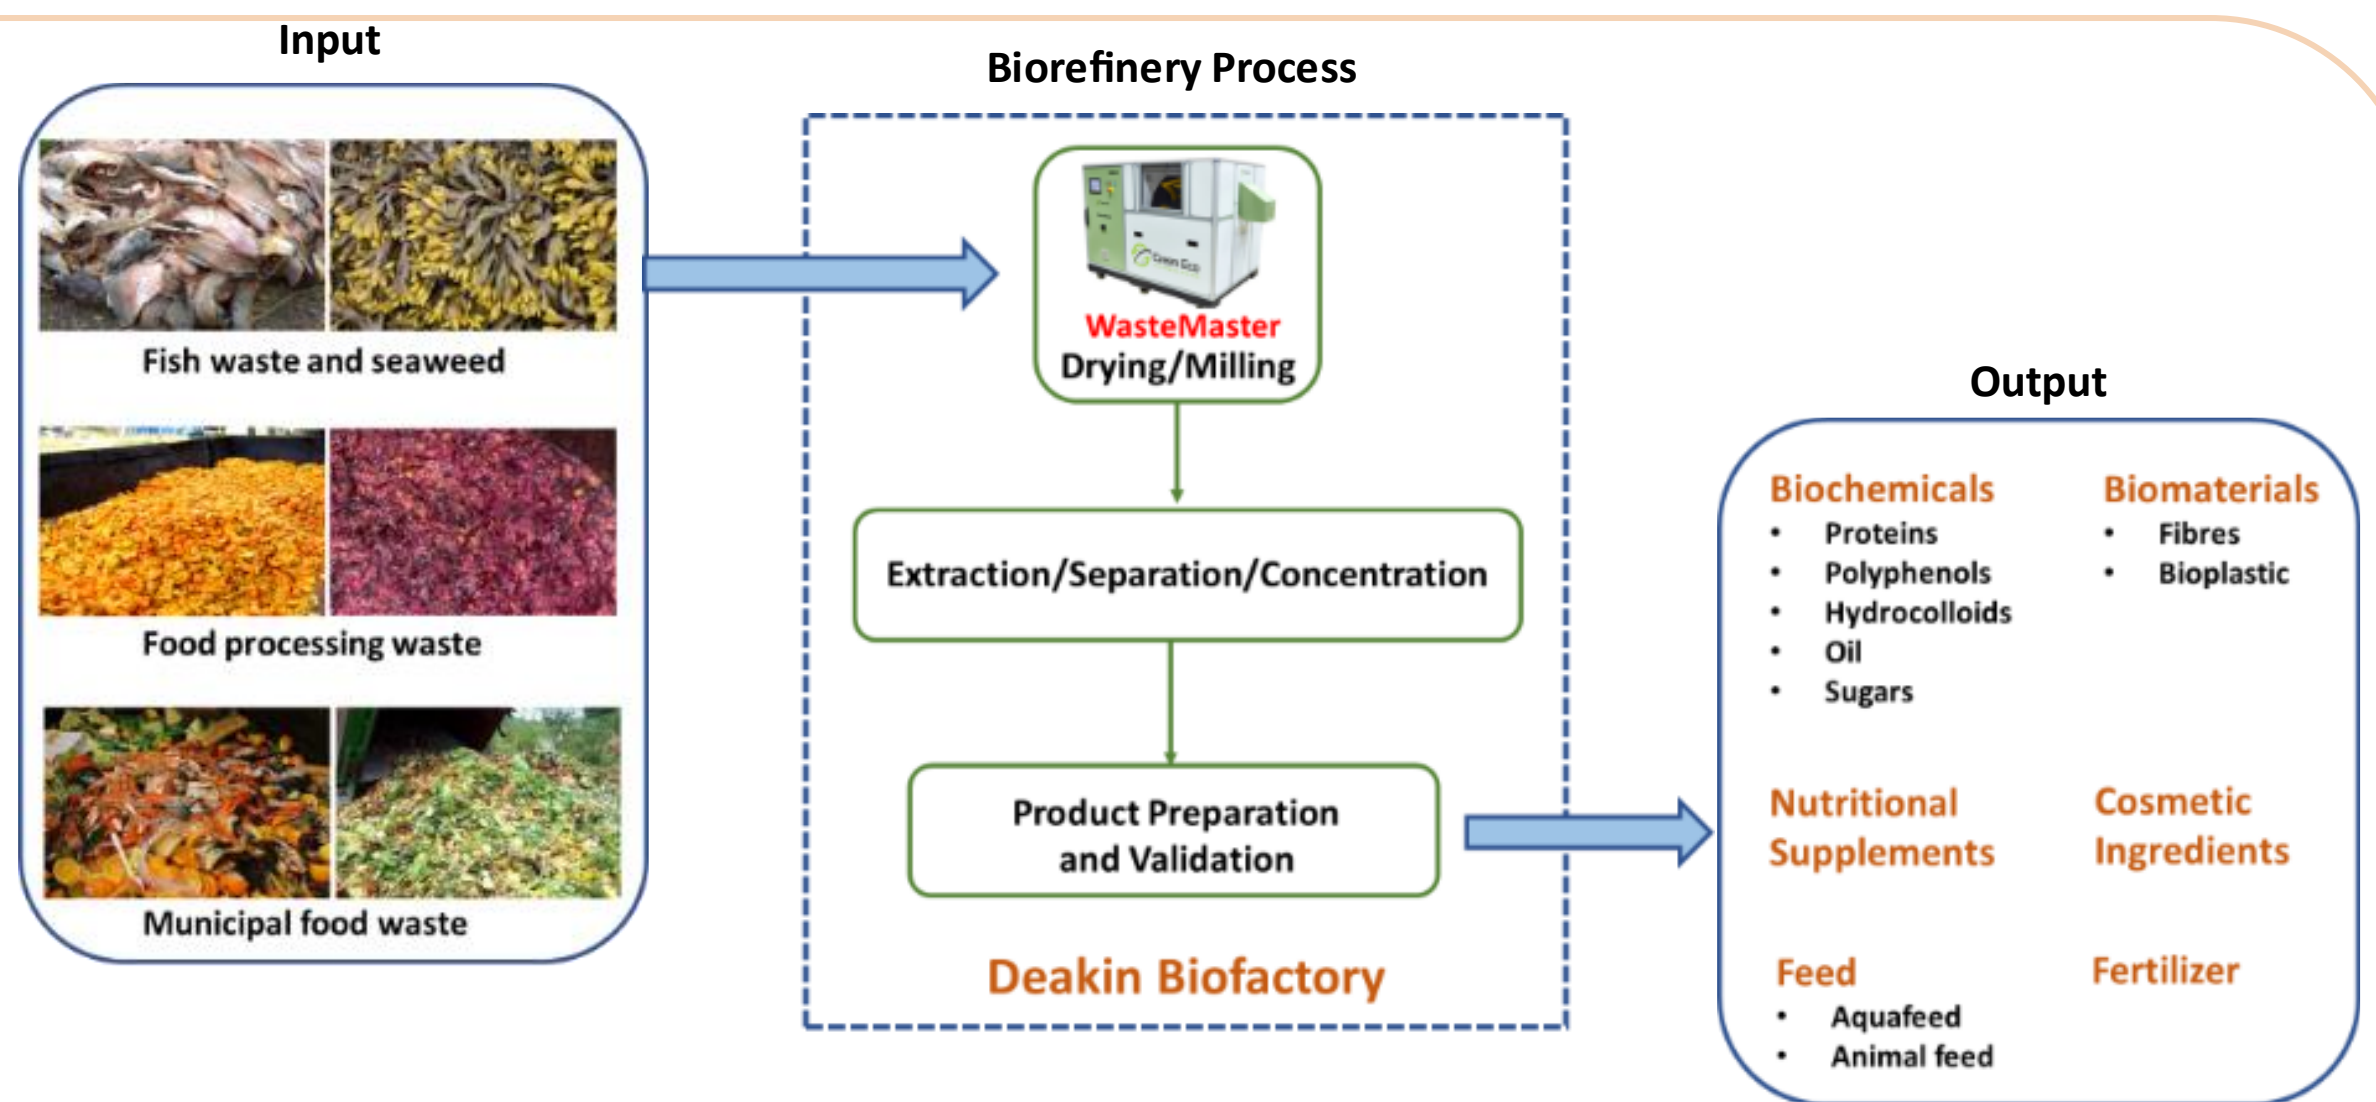 Input
Fish waste and seaweed
Food processing waste
Municipal food waste
Biorefinery Process
Green Eco
WasteMaster
Drying/Milling
Extraction/Separation/Concentration
Product Preparation
and Validation
Deakin Biofactory
Output
Biochemicals
• Proteins
• Polyphenols
• Hydrocolloids
• Oil
• Sugars
Biomaterials
• Fibres
• Bioplastic
Nutritional
Supplements
Cosmetic
Ingredients
Feed
• Aquafeed
• Animal feed
Fertilizer